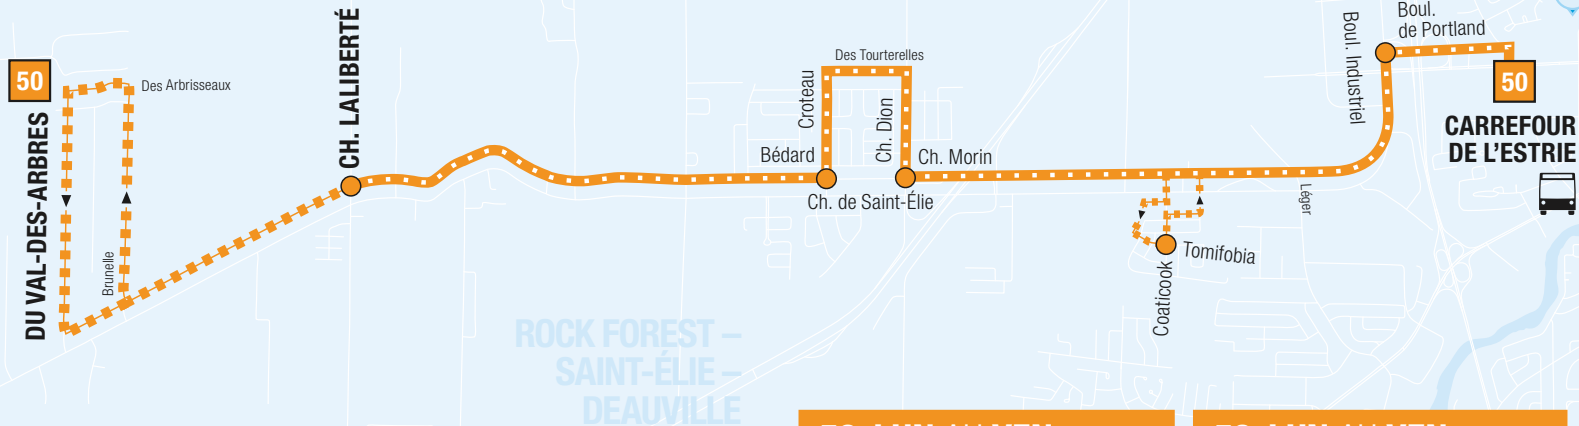 50
DU VAL-DES-ARBRES
Des Arbrisseaux
Brunelle
CH. LALIBERTÉ
Bédard
Croteau
Des Tourterelles
Ch. Dion
Ch. Morin
Ch. de Saint-Élie
Tomifobia
Coaticook
Léger
Boul. Industriel
Boul.
de Portland
50
CARREFOUR
DE L'ESTRIE
ROCK FOREST –
SAINT-ÉLIE –
DEAUVILLE